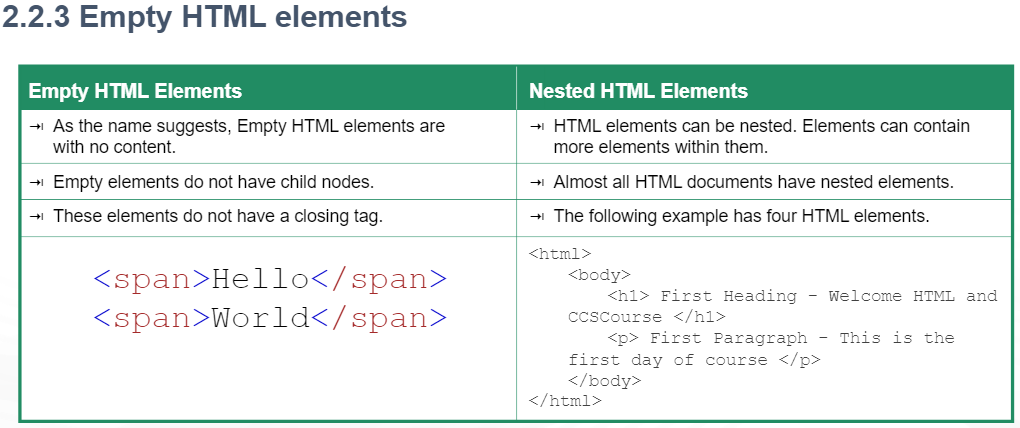 2.2.3 Empty HTML elements
Empty HTML Elements
Nested HTML Elements
As the name suggests, Empty HTML elements are
with no content.
HTML elements can be nested. Elements can contain
more elements within them.
Empty elements do not have child nodes.
Almost all HTML documents have nested elements.
These elements do not have a closing tag.
The following example has four HTML elements.
<span>Hello</span>
<span>World</span>
<html>
<body>
<h1> First Heading – Welcome HTML and
CCSCourse </h1>
<p> First Paragraph – This is the
first day of course </p>
</body>
</html>